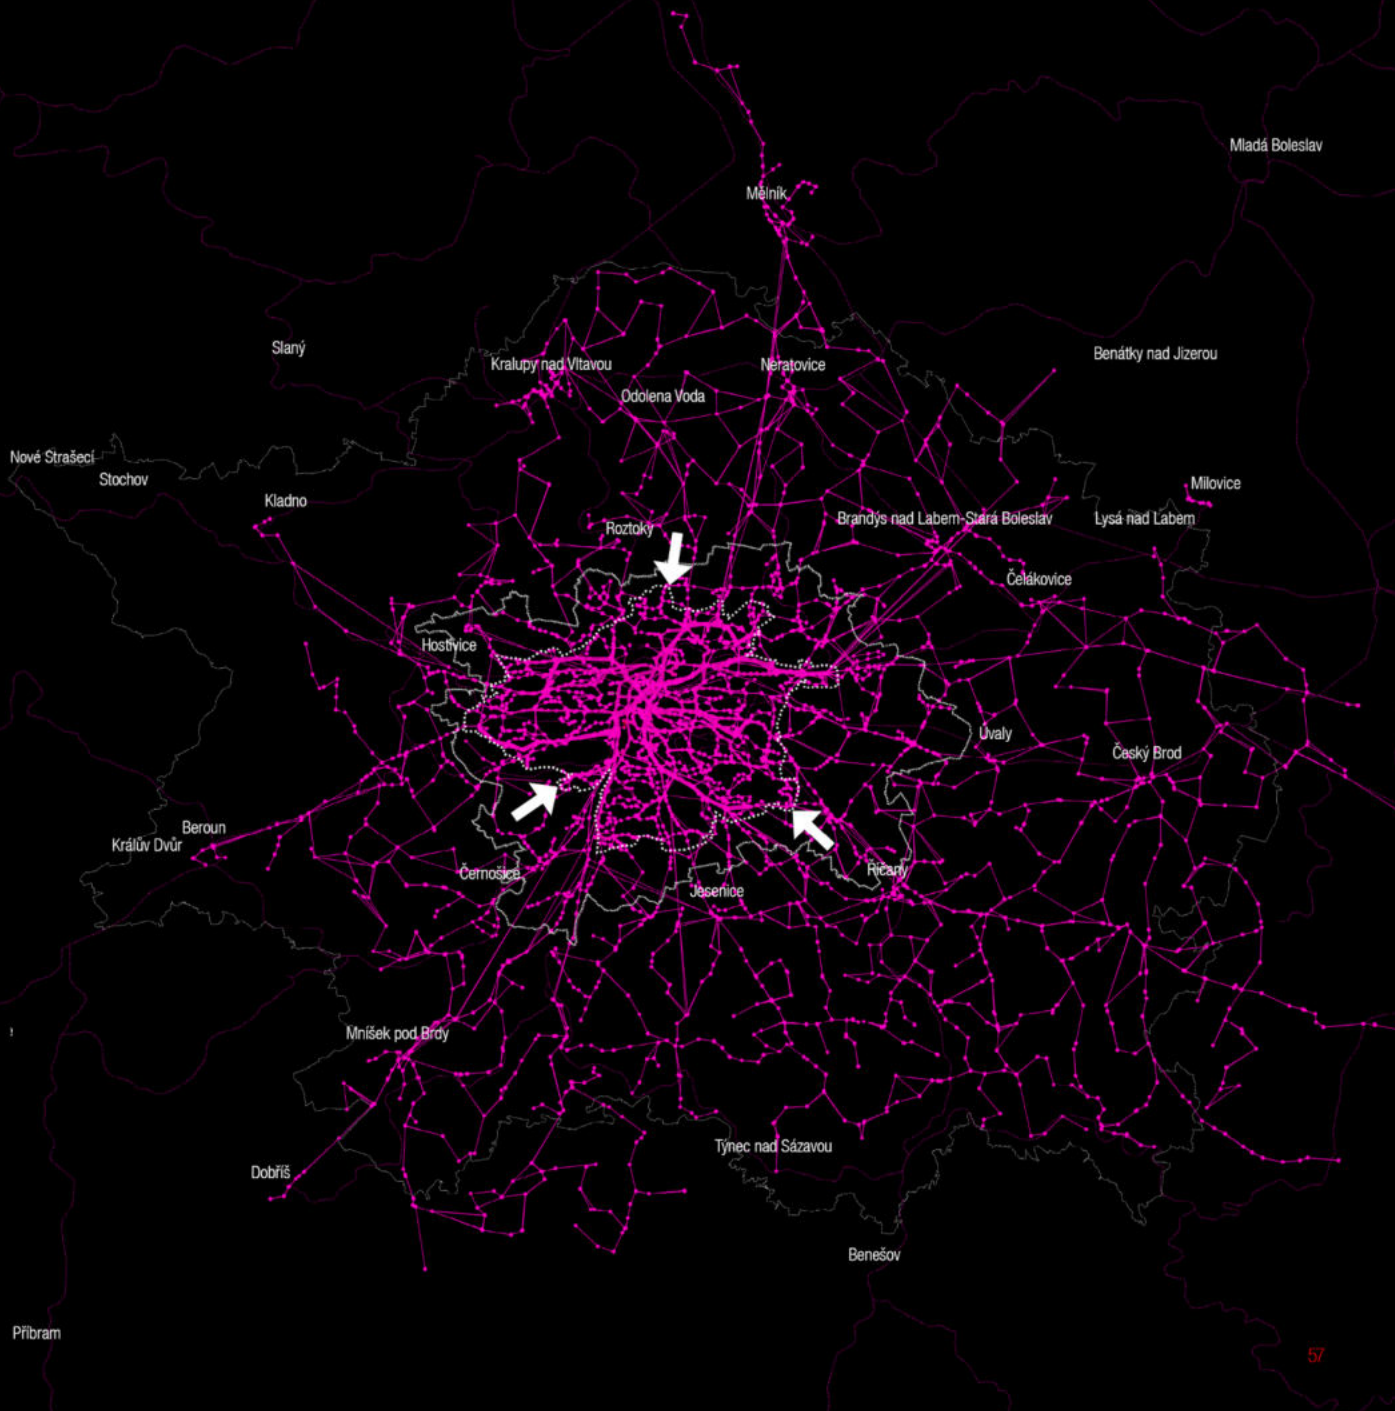 Mladá Boleslav
Mělník
Slaný
Benátky nad Jizerou
Kralupy nad Vltavou
Neratovice
Odolena Voda
Nové Strašecí
Stochov
Milovice
Kladno
Brandýs nad Labem-Stará Boleslav
Lysá nad Labem
Roztoky
Čelákovice
Hostivice
Úvaly
Český Brod
Beroun
Králův Dvůr
Černošice
Říčany
Jesenice
Mníšek pod Brdy
Týnec nad Sázavou
Dobříš
Benešov
Příbram
57